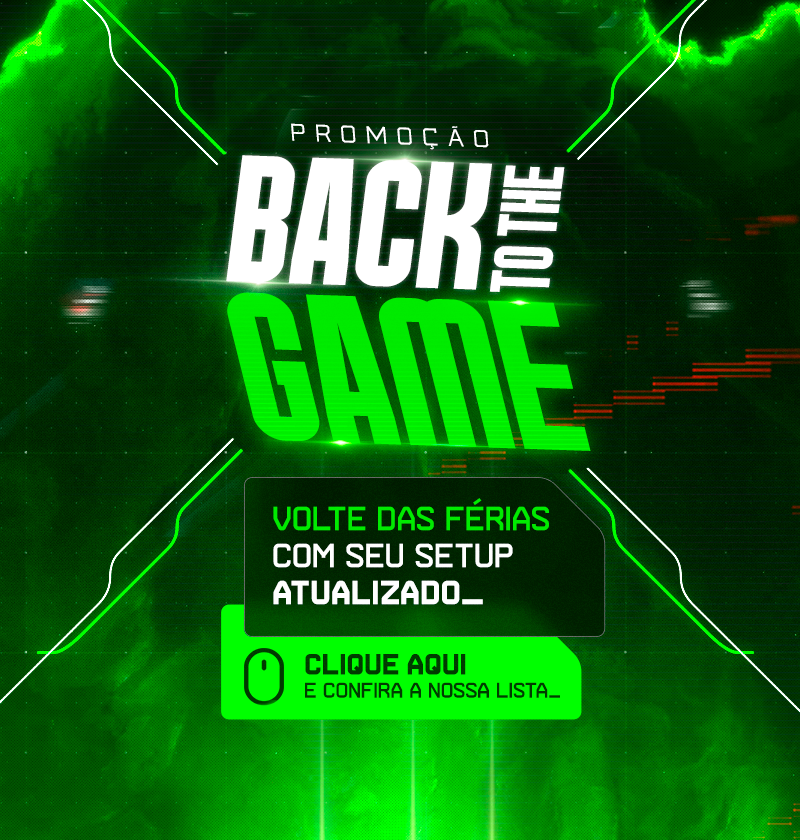 PROMOÇÃO
BACK
TO THE
GAME
VOLTE DAS FÉRIAS
COM SEU SETUP
ATUALIZADO_
CLIQUE AQUI
E CONFIRA A NOSSA LISTA_